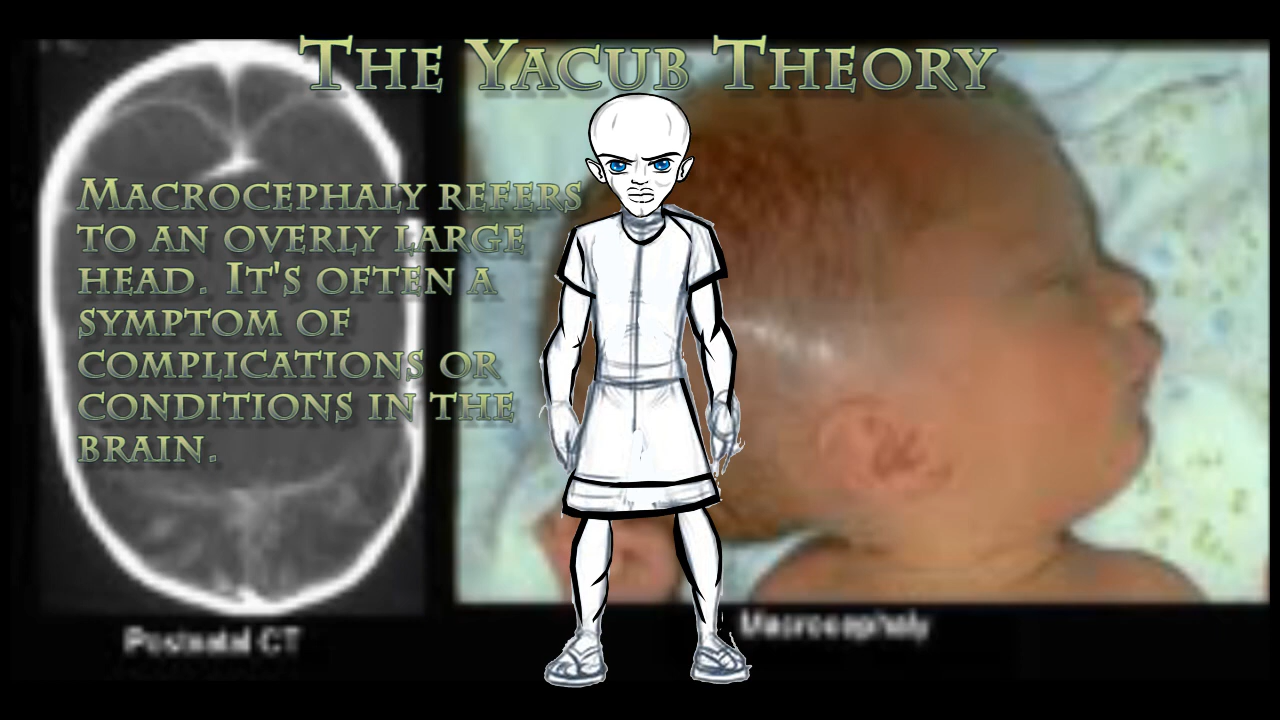 The Yacub Theory
Macrocephaly refers
to an overly large
head. It's often a
symptom of
complications or
conditions in the
brain.
Postnatal CT
Macrocephaly